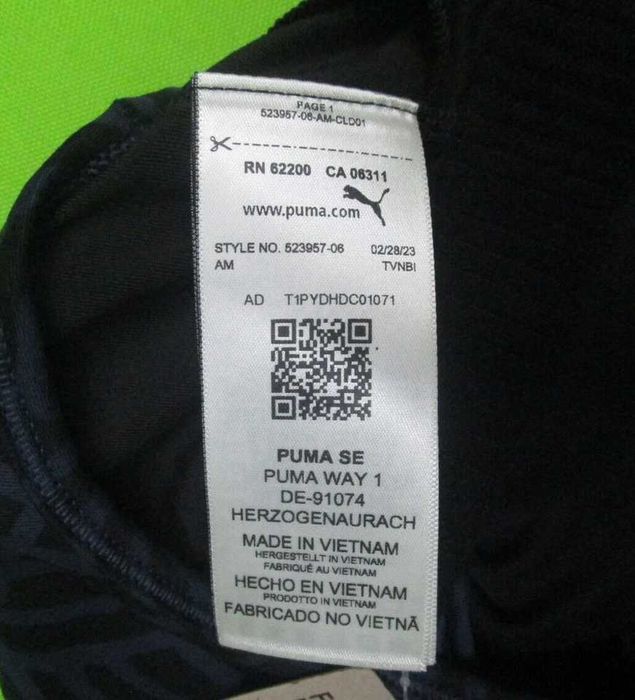 PAGE 1
523957-06-AM-CLD01
RN 62200 CA 06311
www.puma.com
STYLE NO. 523957-06 02/28/23
AM TVNBI
AD T1PYDHDC01071
PUMA SE
PUMA WAY 1
DE-91074
HERZOGENAURACH
MADE IN VIETNAM
HERGESTELLT IN VIETNAM
FABRIQUÉ AU VIETNAM
HECHO EN VIETNAM
PRODOTTO IN VIETNAM
FABRICADO NO VIETNÃ